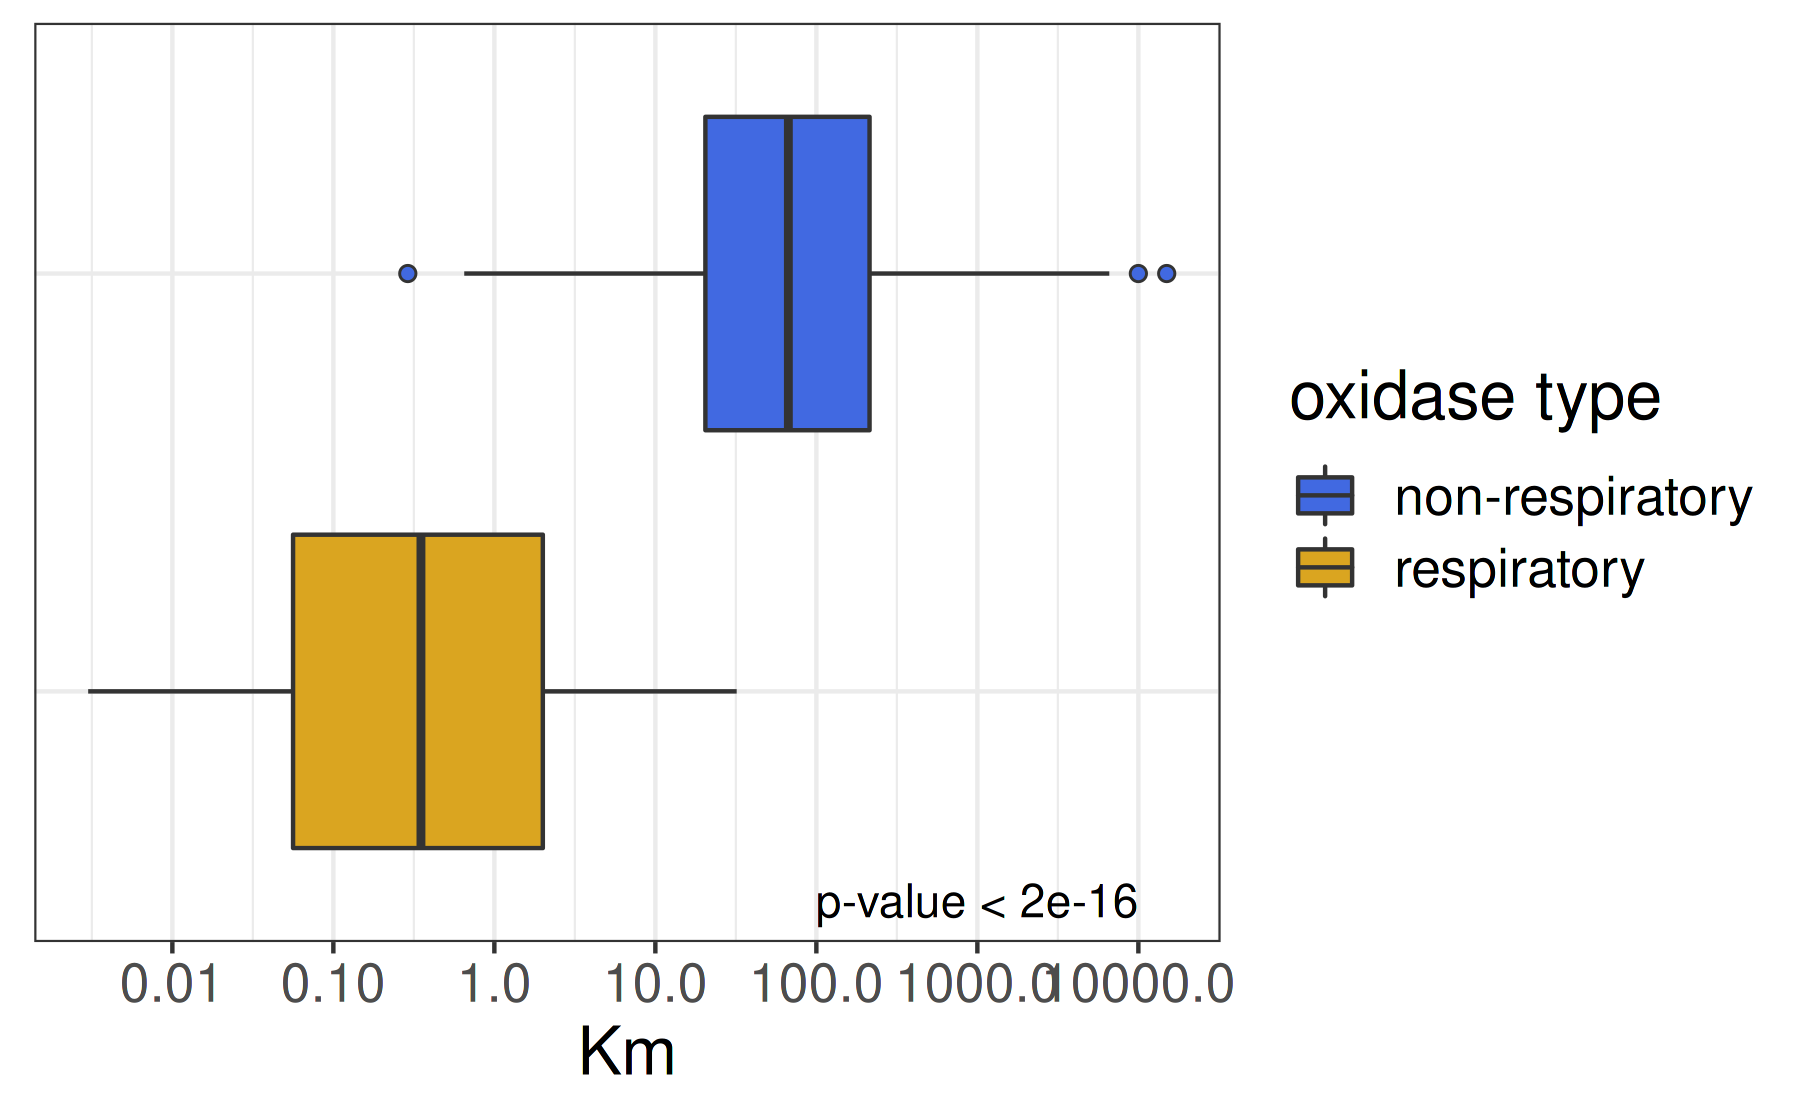 oxidase type
non-respiratory
respiratory
p-value < 2e-16
0.01 0.10 1.0 10.0 100.0 1000.0 10000.0
Km